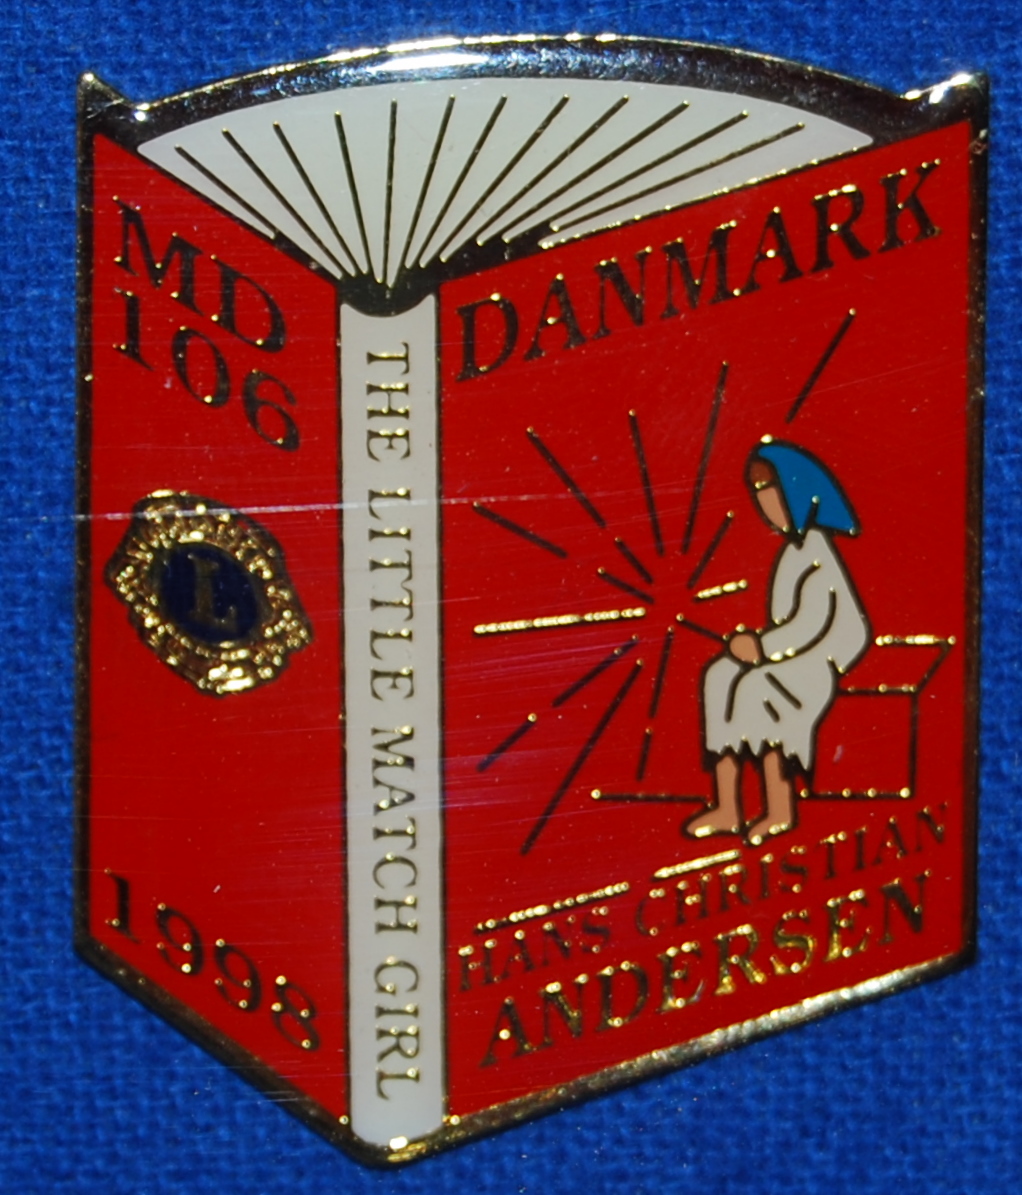 MD
106
L
1998
THE LITTLE MATCH GIRL
DANMARK
HANS CHRISTIAN
ANDERSEN